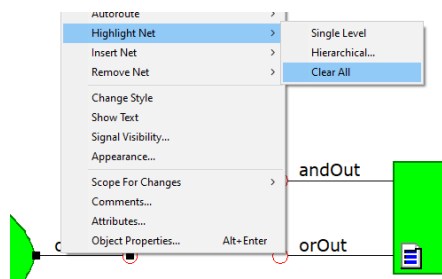 Autoroute >
Highlight Net >
Single Level
Insert Net >
Hierarchical...
Remove Net >
Clear All
Change Style
Show Text
Signal Visibility...
Appearance...
andOut
Scope For Changes >
Comments...
Attributes...
Object Properties... Alt+Enter
orOut